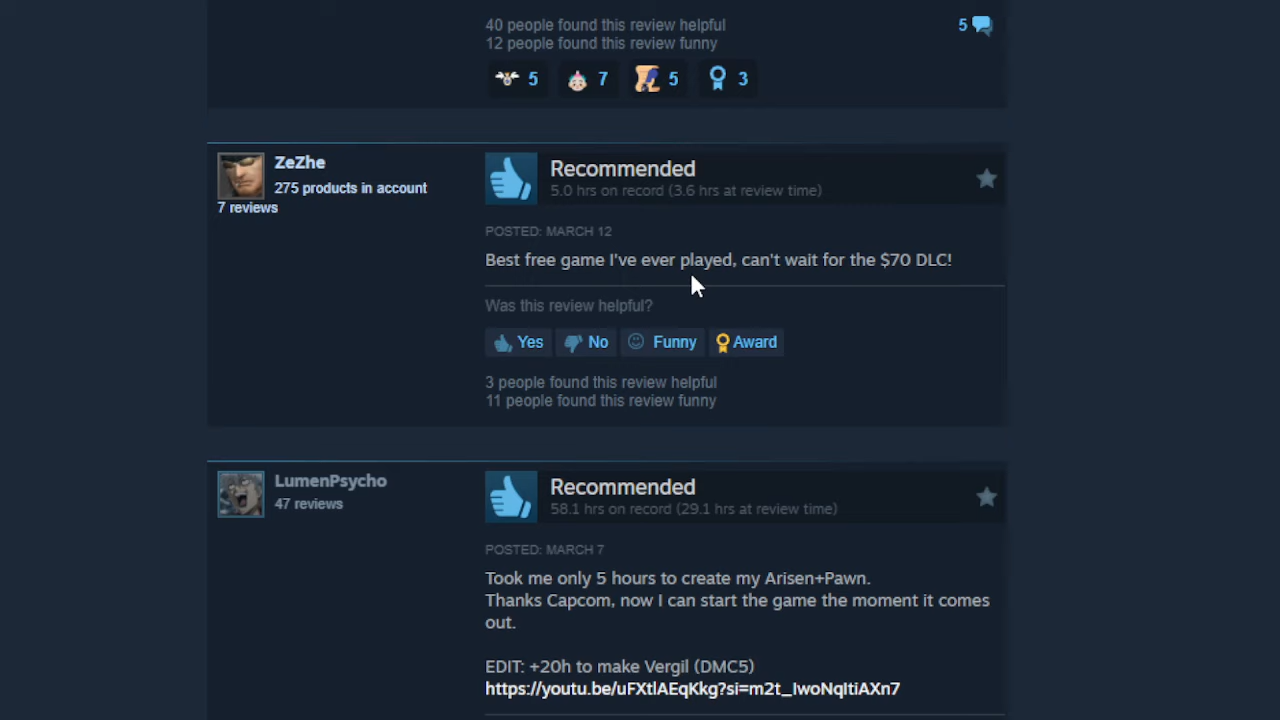 40 people found this review helpful
12 people found this review funny
5
5 7 5 3
ZeZhe
275 products in account
7 reviews
Recommended
5.0 hrs on record (3.6 hrs at review time)
POSTED: MARCH 12
Best free game I've ever played, can't wait for the $70 DLC!
Was this review helpful?
Yes No Funny Award
3 people found this review helpful
11 people found this review funny
LumenPsycho
47 reviews
Recommended
58.1 hrs on record (29.1 hrs at review time)
POSTED: MARCH 7
Took me only 5 hours to create my Arisen+Pawn.
Thanks Capcom, now I can start the game the moment it comes
out.
EDIT: +20h to make Vergil (DMC5)
https://youtu.be/uFXtlAEqKkg?si=m2t_IwoNqItiAXn7